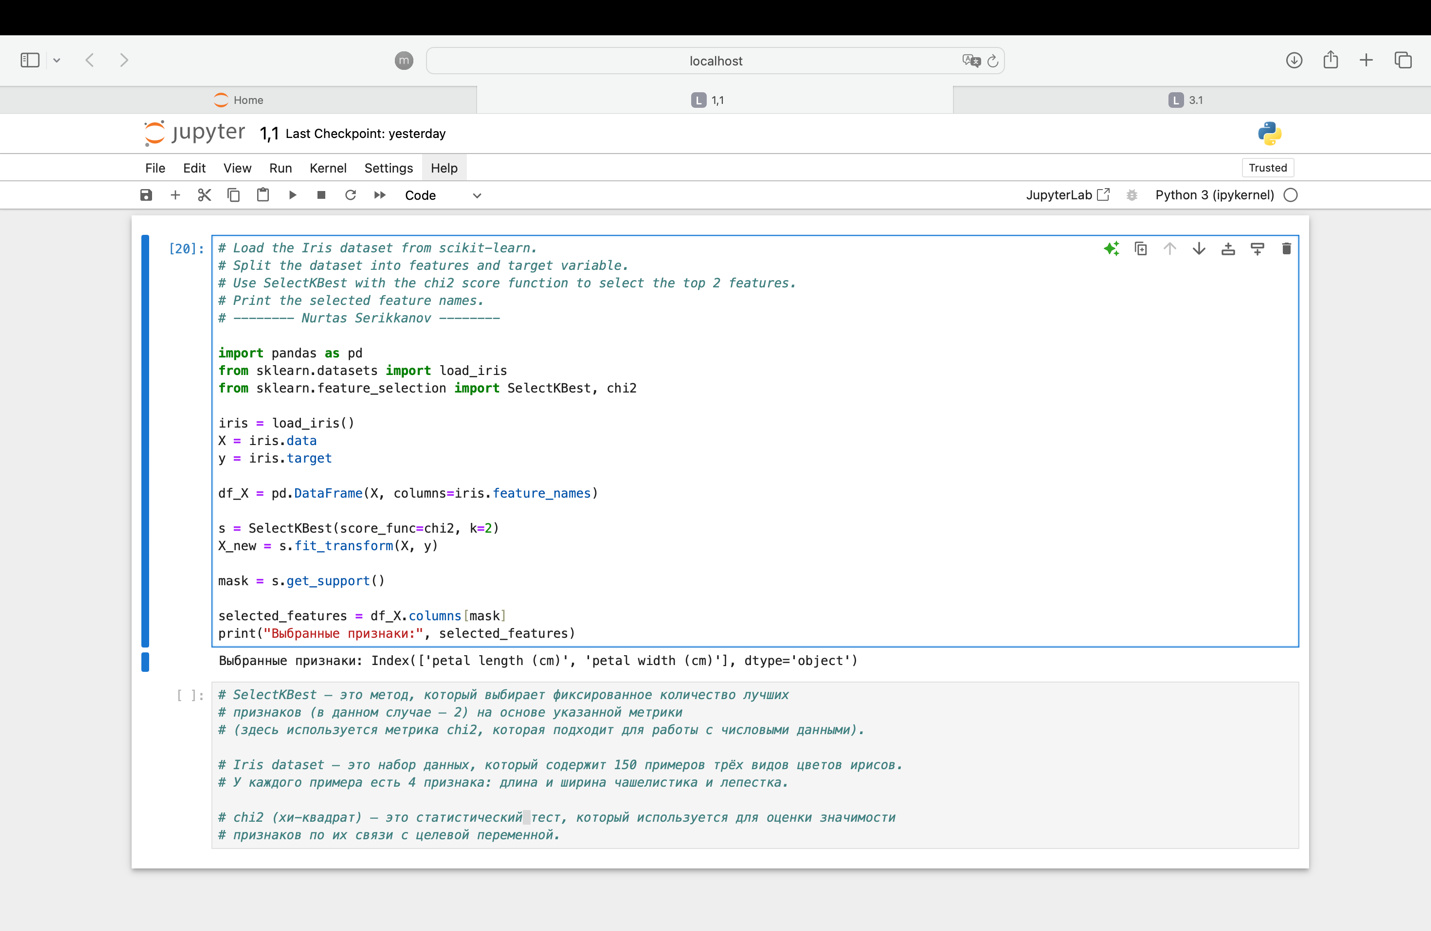 m
localhost
Home
L 1,1
L 3.1
jupyter 1,1 Last Checkpoint: yesterday
File Edit View Run Kernel Settings Help
Trusted
Code
JupyterLab
Python 3 (ipykernel)
[20]:
# Load the Iris dataset from scikit-learn.
# Split the dataset into features and target variable.
# Use SelectKBest with the chi2 score function to select the top 2 features.
# Print the selected feature names.
# -------- Nurtas Serikkanov --------
import pandas as pd
from sklearn.datasets import load_iris
from sklearn.feature_selection import SelectKBest, chi2
iris = load_iris()
X = iris.data
y = iris.target
df_X = pd.DataFrame(X, columns=iris.feature_names)
s = SelectKBest(score_func=chi2, k=2)
X_new = s.fit_transform(X, y)
mask = s.get_support()
selected_features = df_X.columns[mask]
print("Выбранные признаки:", selected_features)
Выбранные признаки: Index(['petal length (cm)', 'petal width (cm)'], dtype='object')
[ ]:
# SelectKBest — это метод, который выбирает фиксированное количество лучших
# признаков (в данном случае — 2) на основе указанной метрики
# (здесь используется метрика chi2, которая подходит для работы с числовыми данными).
# Iris dataset — это набор данных, который содержит 150 примеров трёх видов цветов ирисов.
# У каждого примера есть 4 признака: длина и ширина чашелистика и лепестка.
# chi2 (хи-квадрат) — это статистический тест, который используется для оценки значимости
# признаков по их связи с целевой переменной.